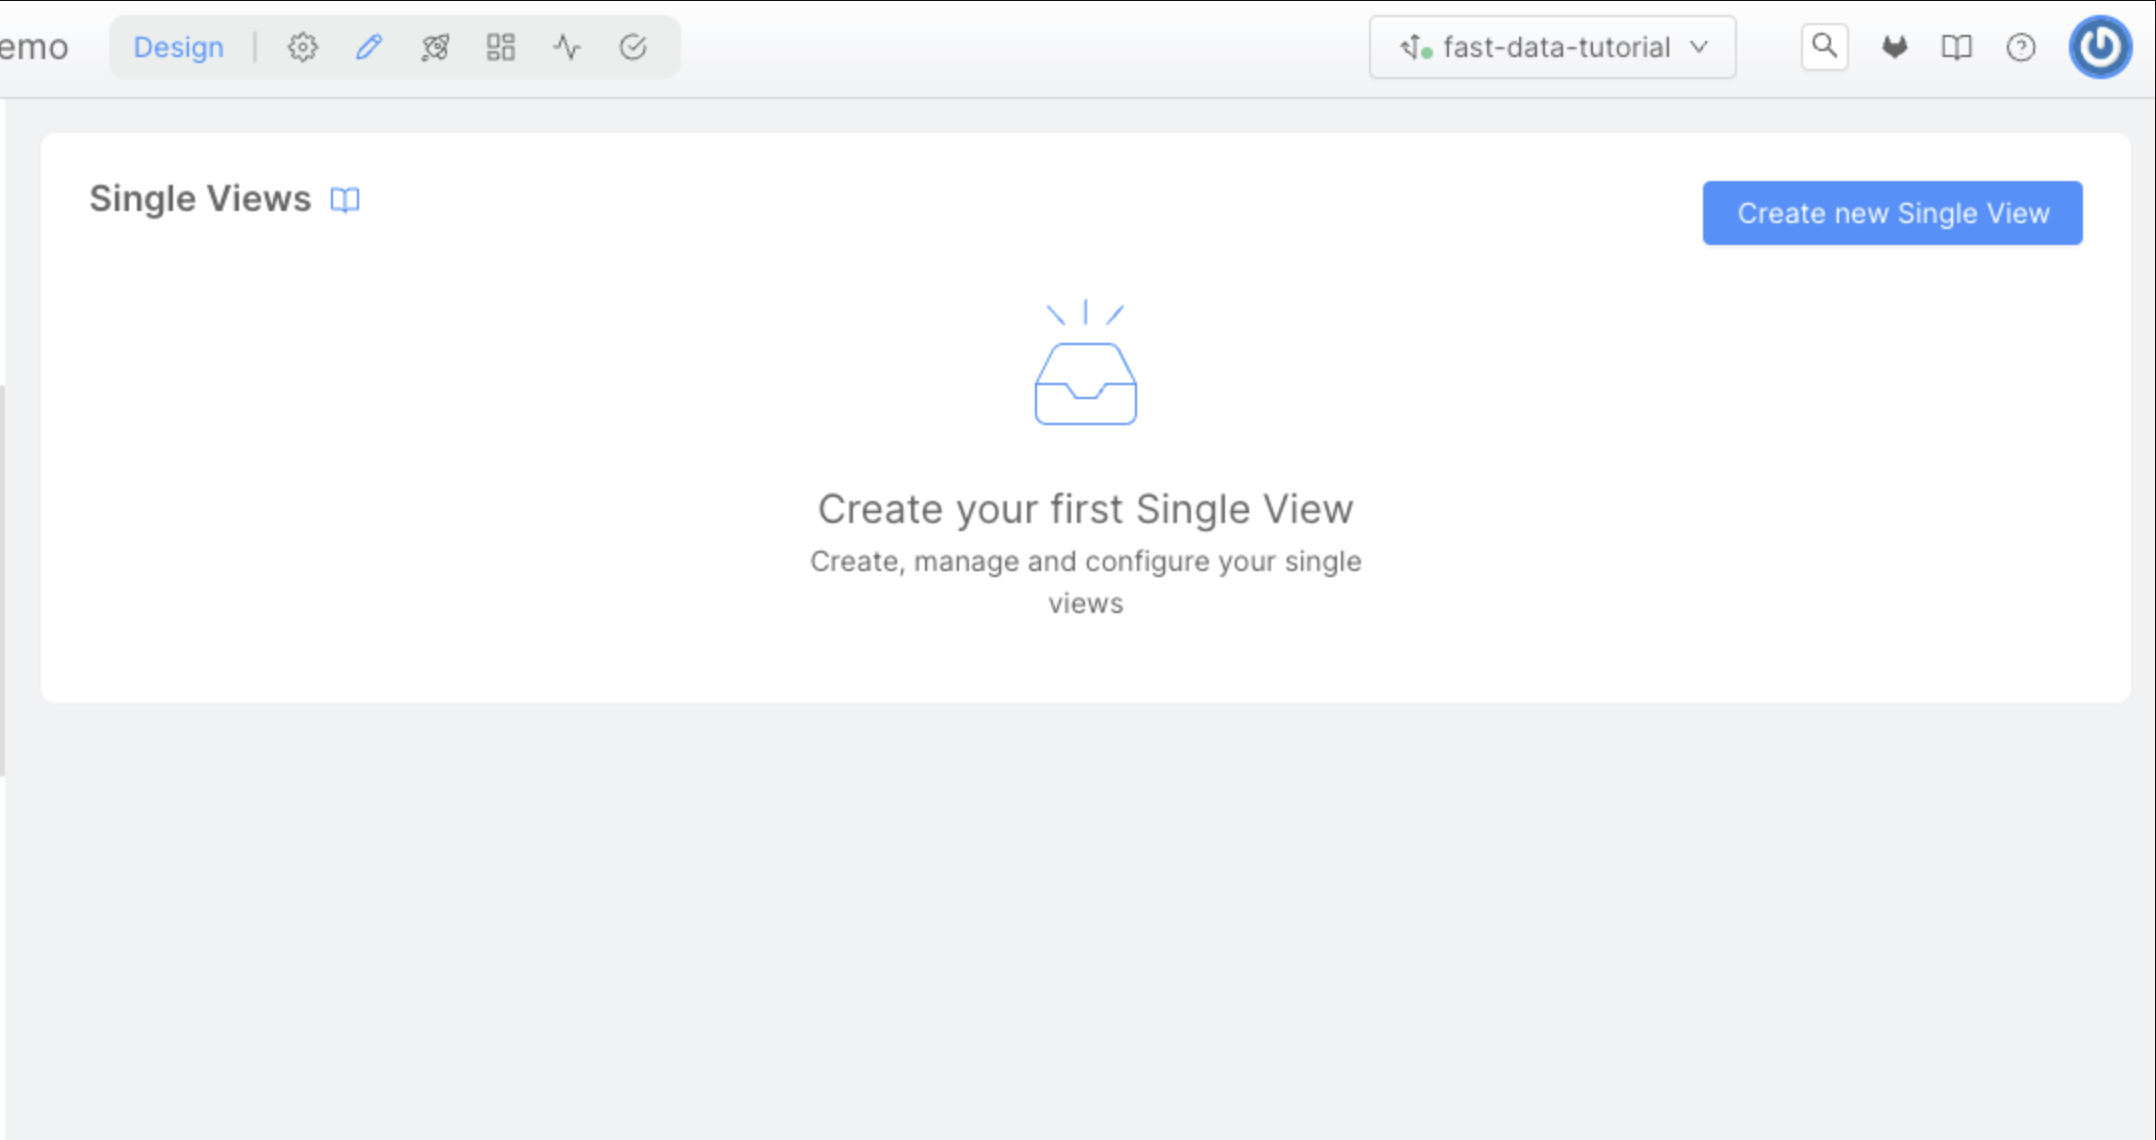 emo
Design
fast-data-tutorial
Single Views
Create new Single View
Create your first Single View
Create, manage and configure your single
views